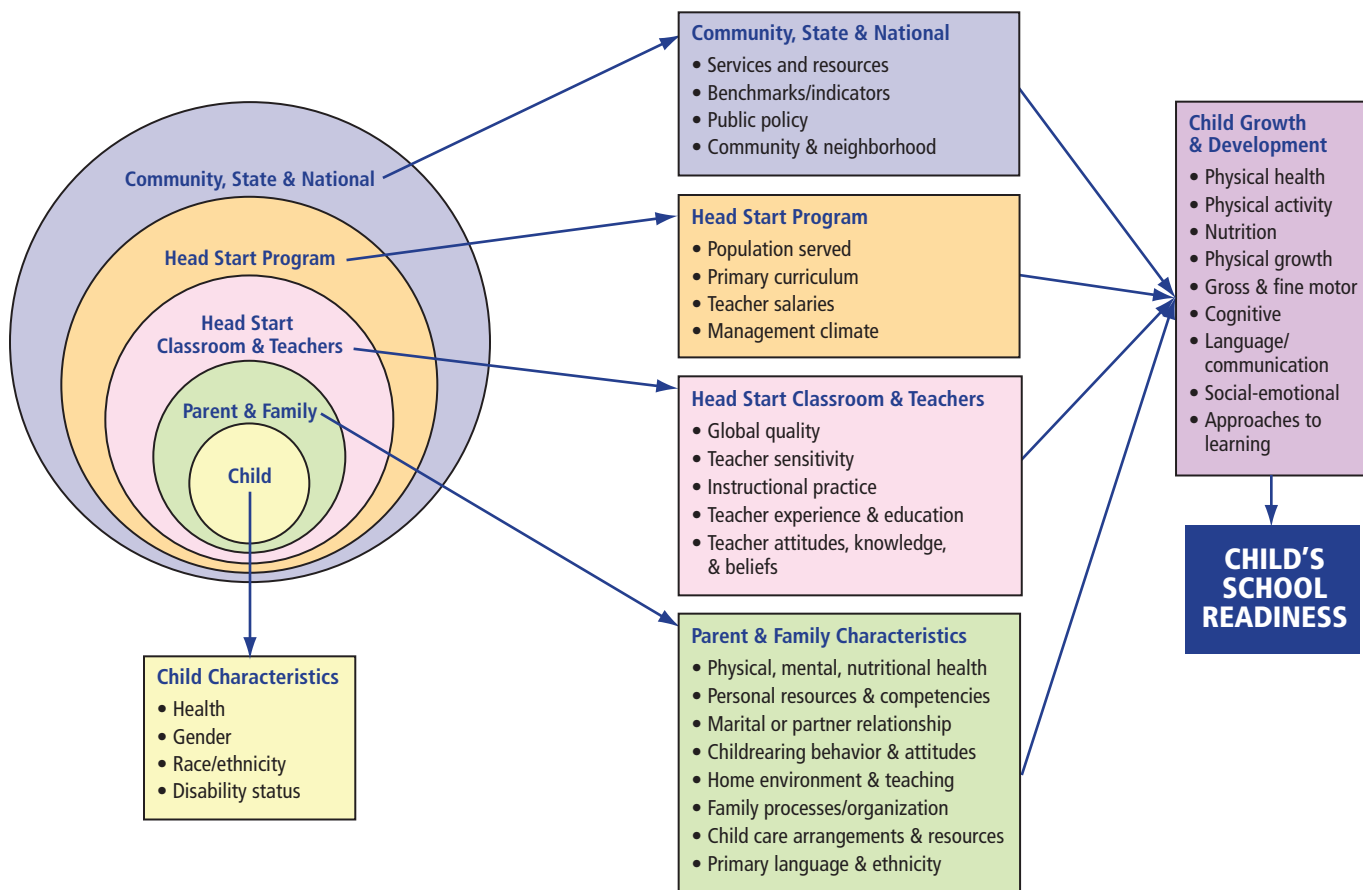 Community, State & National
Head Start Program
Head Start
Classroom & Teachers
Parent & Family
Child
Child Characteristics
• Health
• Gender
• Race/ethnicity
• Disability status
Community, State & National
• Services and resources
• Benchmarks/indicators
• Public policy
• Community & neighborhood
Head Start Program
• Population served
• Primary curriculum
• Teacher salaries
• Management climate
Head Start Classroom & Teachers
• Global quality
• Teacher sensitivity
• Instructional practice
• Teacher experience & education
• Teacher attitudes, knowledge,
& beliefs
Parent & Family Characteristics
• Physical, mental, nutritional health
• Personal resources & competencies
• Marital or partner relationship
• Childrearing behavior & attitudes
• Home environment & teaching
• Family processes/organization
• Child care arrangements & resources
• Primary language & ethnicity
Child Growth
& Development
• Physical health
• Physical activity
• Nutrition
• Physical growth
• Gross & fine motor
• Cognitive
• Language/
communication
• Social-emotional
• Approaches to
learning
CHILD'S
SCHOOL
READINESS